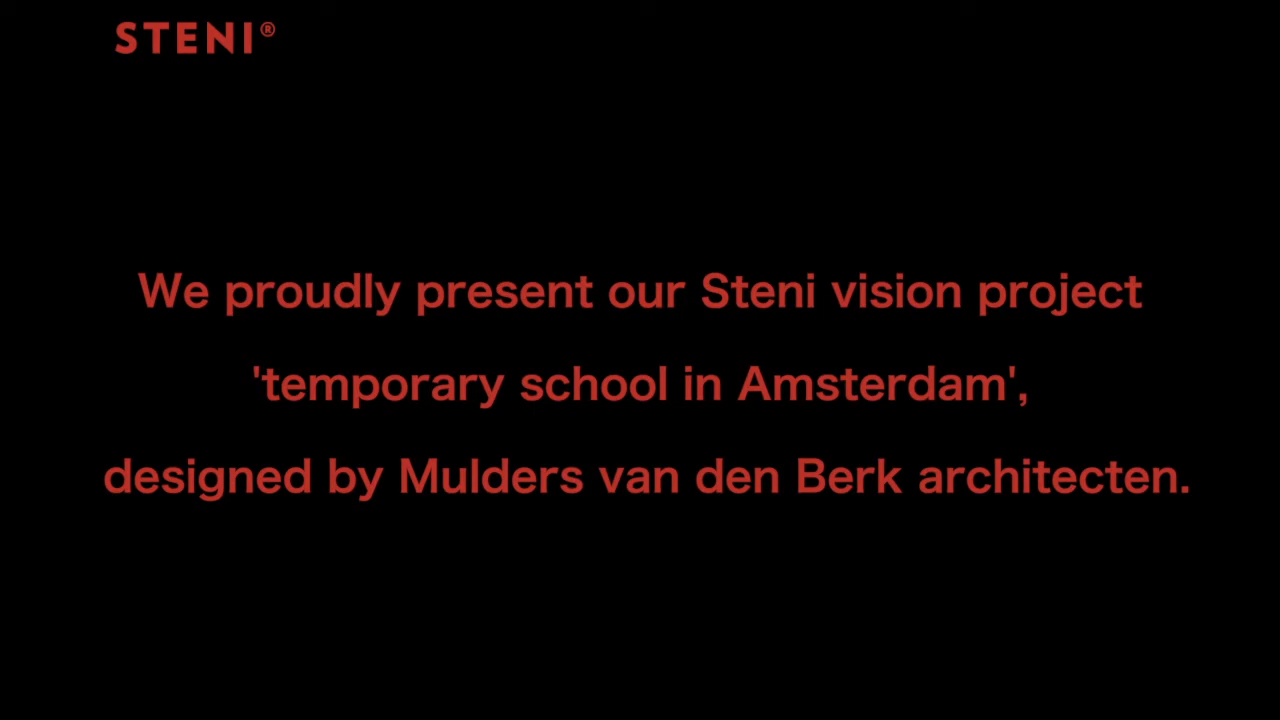 STENI®
We proudly present our Steni vision project
'temporary school in Amsterdam',
designed by Mulders van den Berk architecten.